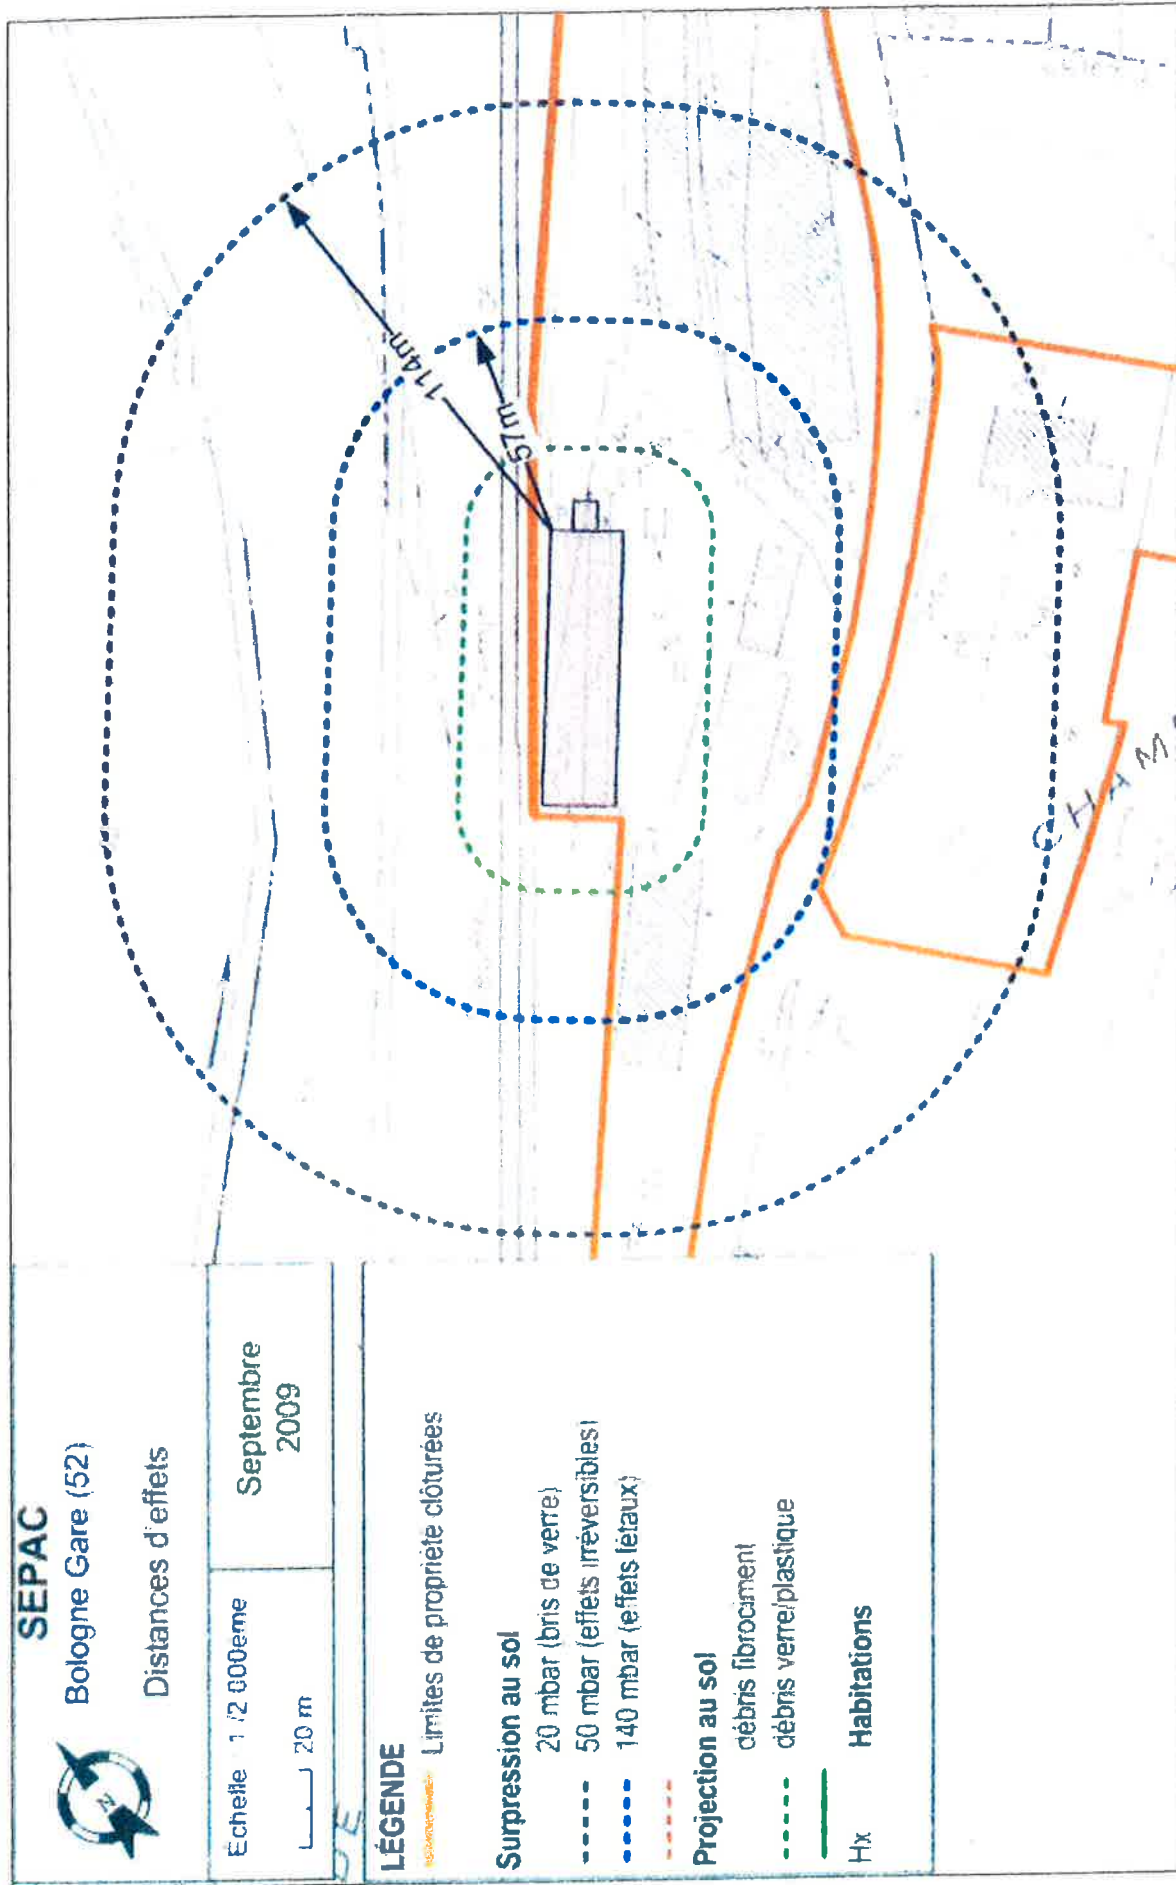 SEPAC
Bologne Gare (52)
Distances d'effets
N
Echelle 1/2 000eme
20 m
Septembre
2009
LÉGENDE
Limites de propriété clôturées
Surpression au sol
20 mbar (bris de verre)
50 mbar (effets irréversibles)
140 mbar (effets létaux)
Projection au sol
débris fibrociment
débris verre/plastique
Hx Habitations
114m
57m